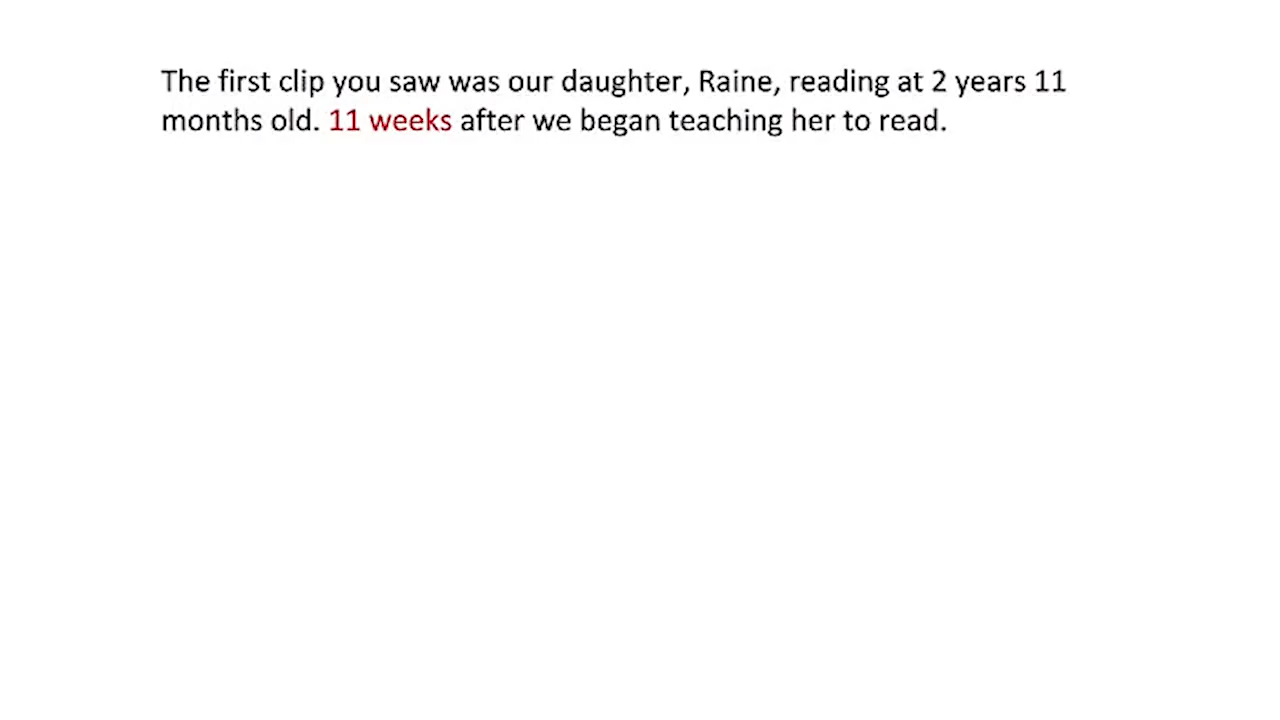 The first clip you saw was our daughter, Raine, reading at 2 years 11
months old. 11 weeks after we began teaching her to read.